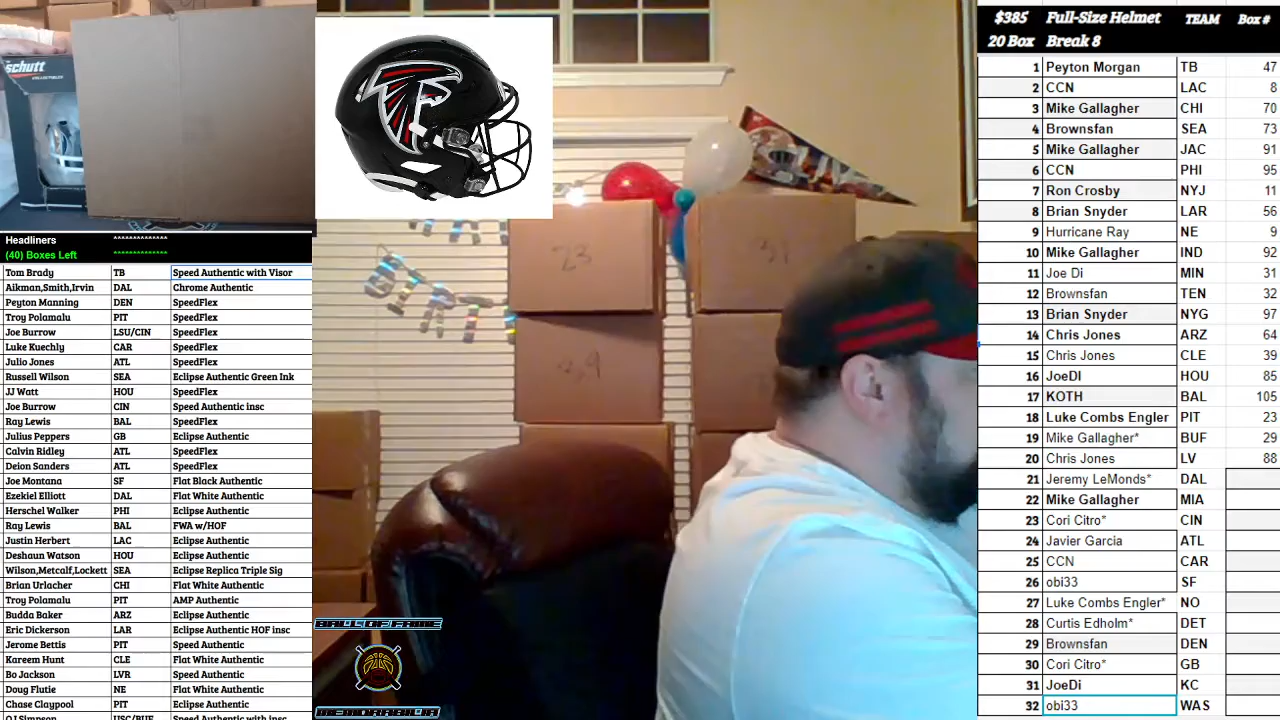 schutt
Headliners **************
(40) Boxes Left **************
Tom Brady TB Speed Authentic with Visor
Aikman,Smith,Irvin DAL Chrome Authentic
Peyton Manning DEN SpeedFlex
Troy Polamalu PIT SpeedFlex
Joe Burrow LSU/CIN SpeedFlex
Luke Kuechly CAR SpeedFlex
Julio Jones ATL SpeedFlex
Russell Wilson SEA Eclipse Authentic Green Ink
JJ Watt HOU SpeedFlex
Joe Burrow CIN Speed Authentic insc
Ray Lewis BAL SpeedFlex
Julius Peppers GB Eclipse Authentic
Calvin Ridley ATL SpeedFlex
Deion Sanders ATL SpeedFlex
Joe Montana SF Flat Black Authentic
Ezekiel Elliott DAL Flat White Authentic
Herschel Walker PHI Eclipse Authentic
Ray Lewis BAL FWA w/HOF
Justin Herbert LAC Eclipse Authentic
Deshaun Watson HOU Eclipse Authentic
Wilson,Metcalf,Lockett SEA Eclipse Replica Triple Sig
Brian Urlacher CHI Flat White Authentic
Troy Polamalu PIT AMP Authentic
Budda Baker ARZ Eclipse Authentic
Eric Dickerson LAR Eclipse Authentic HOF insc
Jerome Bettis PIT Speed Authentic
Kareem Hunt CLE Flat White Authentic
Bo Jackson LVR Speed Authentic
Doug Flutie NE Flat White Authentic
Chase Claypool PIT Eclipse Authentic
OJ Simpson USC/BUF Speed Authentic with insc
23
BALL OF FAME
MEMORABILIA
$385 Full-Size Helmet TEAM Box #
20 Box Break 8
1 Peyton Morgan TB 47
2 CCN LAC 8
3 Mike Gallagher CHI 70
4 Brownsfan SEA 73
5 Mike Gallagher JAC 91
6 CCN PHI 95
7 Ron Crosby NYJ 11
8 Brian Snyder LAR 56
9 Hurricane Ray NE 9
10 Mike Gallagher IND 92
11 Joe Di MIN 31
12 Brownsfan TEN 32
13 Brian Snyder NYG 97
14 Chris Jones ARZ 64
15 Chris Jones CLE 39
16 JoeDI HOU 85
17 KOTH BAL 105
18 Luke Combs Engler PIT 23
19 Mike Gallagher* BUF 29
20 Chris Jones LV 88
21 Jeremy LeMonds* DAL
22 Mike Gallagher MIA
23 Cori Citro* CIN
24 Javier Garcia ATL
25 CCN CAR
26 obi33 SF
27 Luke Combs Engler* NO
28 Curtis Edholm* DET
29 Brownsfan DEN
30 Cori Citro* GB
31 JoeDi KC
32 obi33 WAS